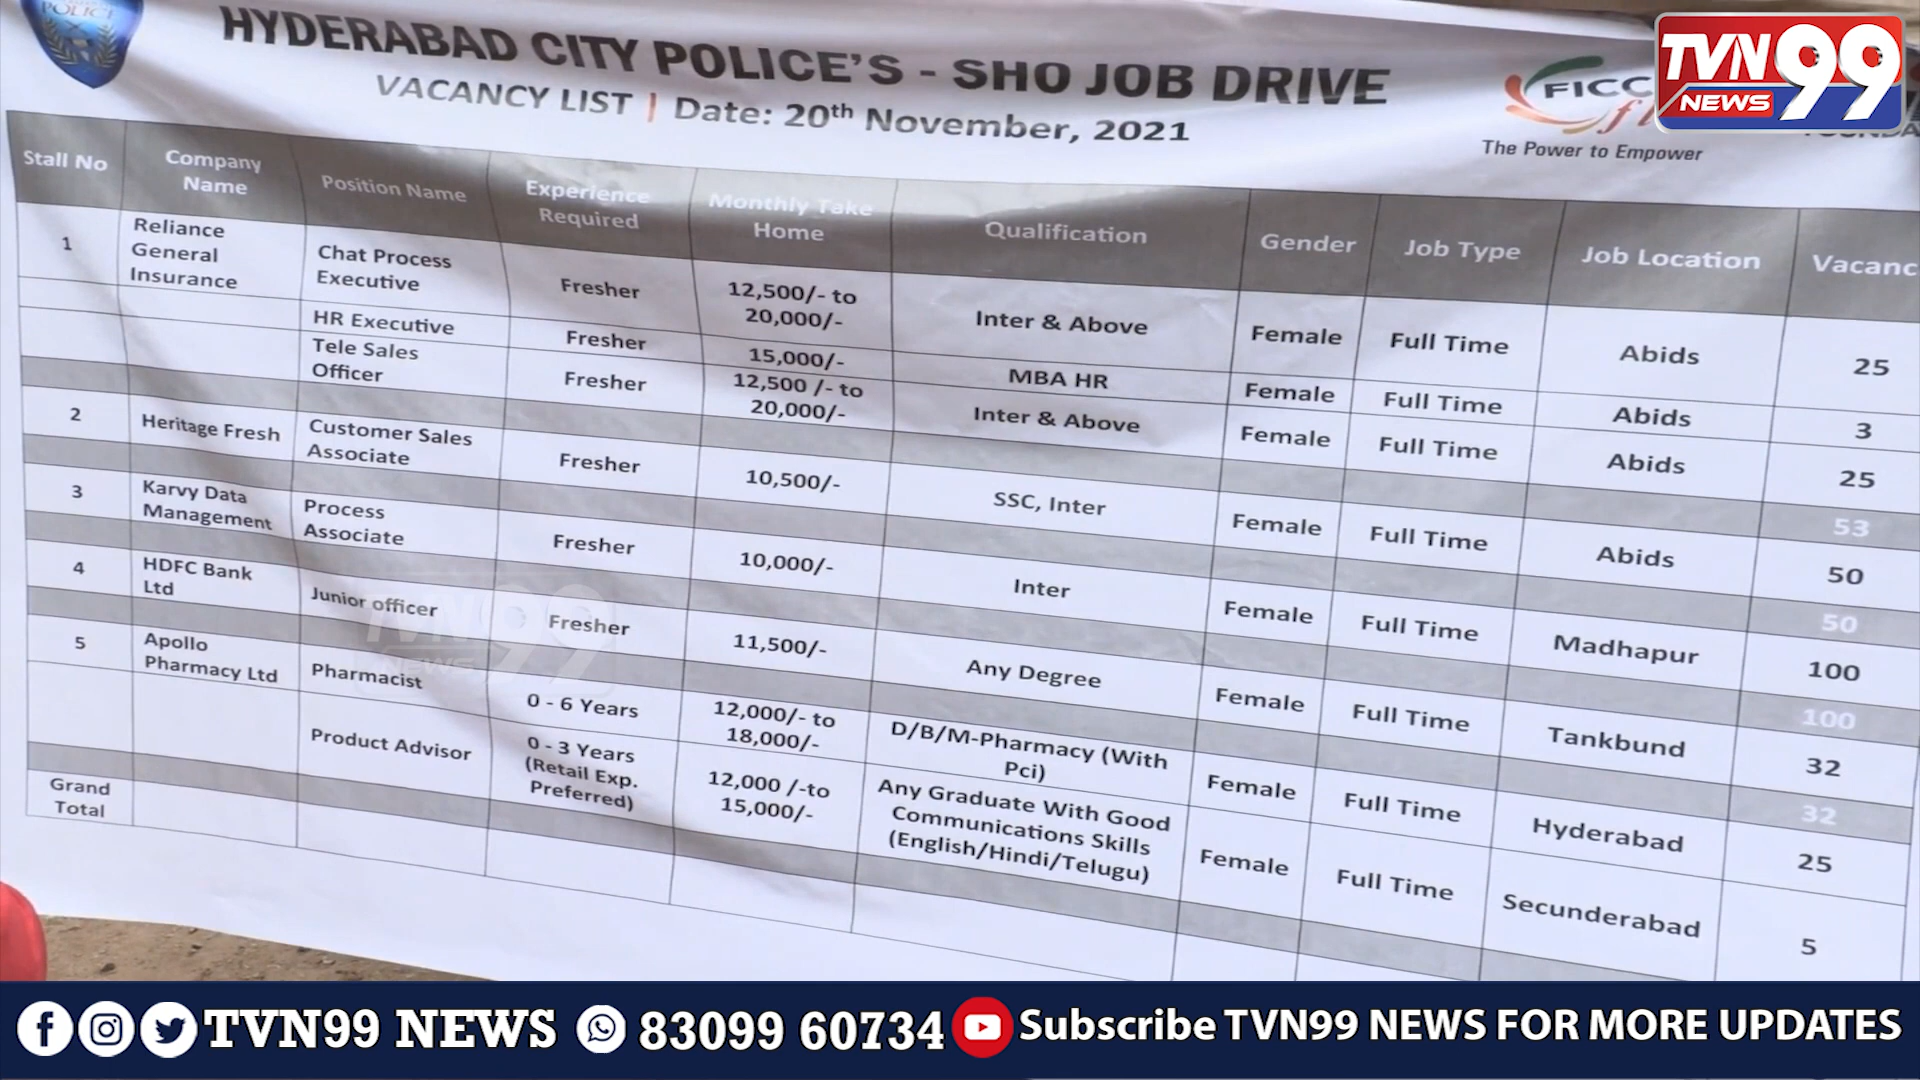 POLICE
HYDERABAD CITY POLICE'S - SHO JOB DRIVE
VACANCY LIST | Date: 20th November, 2021
FICC
The Power to Empower
TVN 99
NEWS
Stall No Company Name Position Name Experience Required Monthly Take Home Qualification Gender Job Type Job Location Vacanc
1 Reliance General Insurance Chat Process Executive Fresher 12,500/- to 20,000/- Inter & Above Female Full Time Abids 25
HR Executive Fresher 15,000/- MBA HR Female Full Time Abids 3
Tele Sales Officer Fresher 12,500 /- to 20,000/- Inter & Above Female Full Time Abids 25
53
2 Heritage Fresh Customer Sales Associate Fresher 10,500/- SSC, Inter Female Full Time Abids 50
50
3 Karvy Data Management Process Associate Fresher 10,000/- Inter Female Full Time Madhapur 100
100
4 HDFC Bank Ltd Junior officer Fresher 11,500/- Any Degree Female Full Time Tankbund 32
32
5 Apollo Pharmacy Ltd Pharmacist 0 - 6 Years 12,000/- to 18,000/- D/B/M-Pharmacy (With Pci) Female Full Time Hyderabad 25
Product Advisor 0 - 3 Years (Retail Exp. Preferred) 12,000 /-to 15,000/- Any Graduate With Good Communications Skills (English/Hindi/Telugu) Female Full Time Secunderabad 5
Grand Total
TVN 99
NEWS
TVN99 NEWS 83099 60734 Subscribe TVN99 NEWS FOR MORE UPDATES